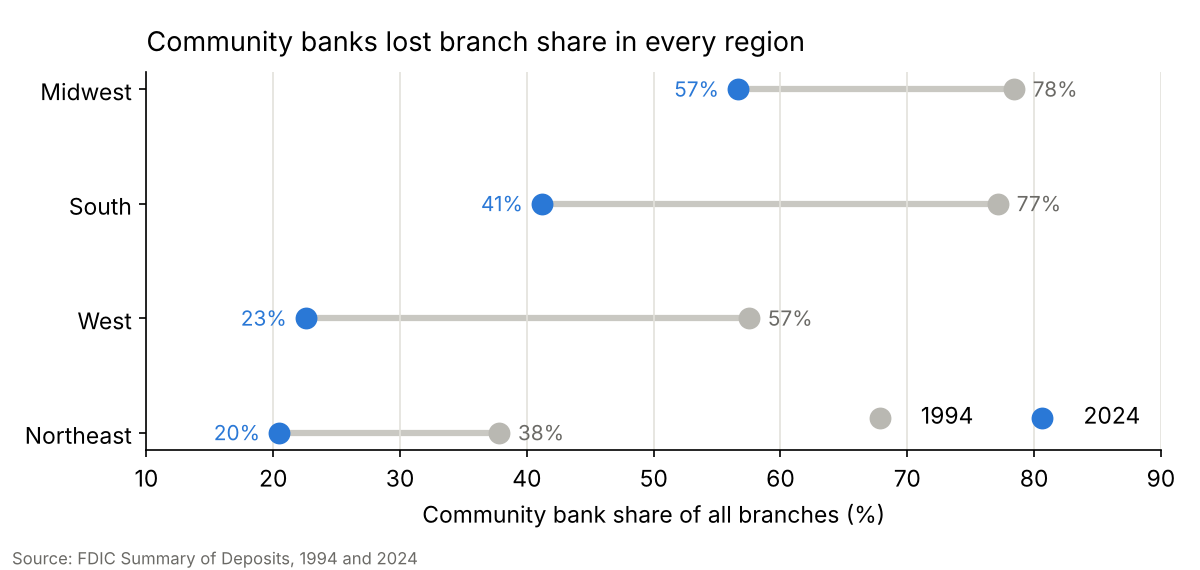 Community banks lost branch share in every region
Midwest
57%
78%
South
41%
77%
West
23%
57%
Northeast
20%
38%
1994
2024
10 20 30 40 50 60 70 80 90
Community bank share of all branches (%)
Source: FDIC Summary of Deposits, 1994 and 2024